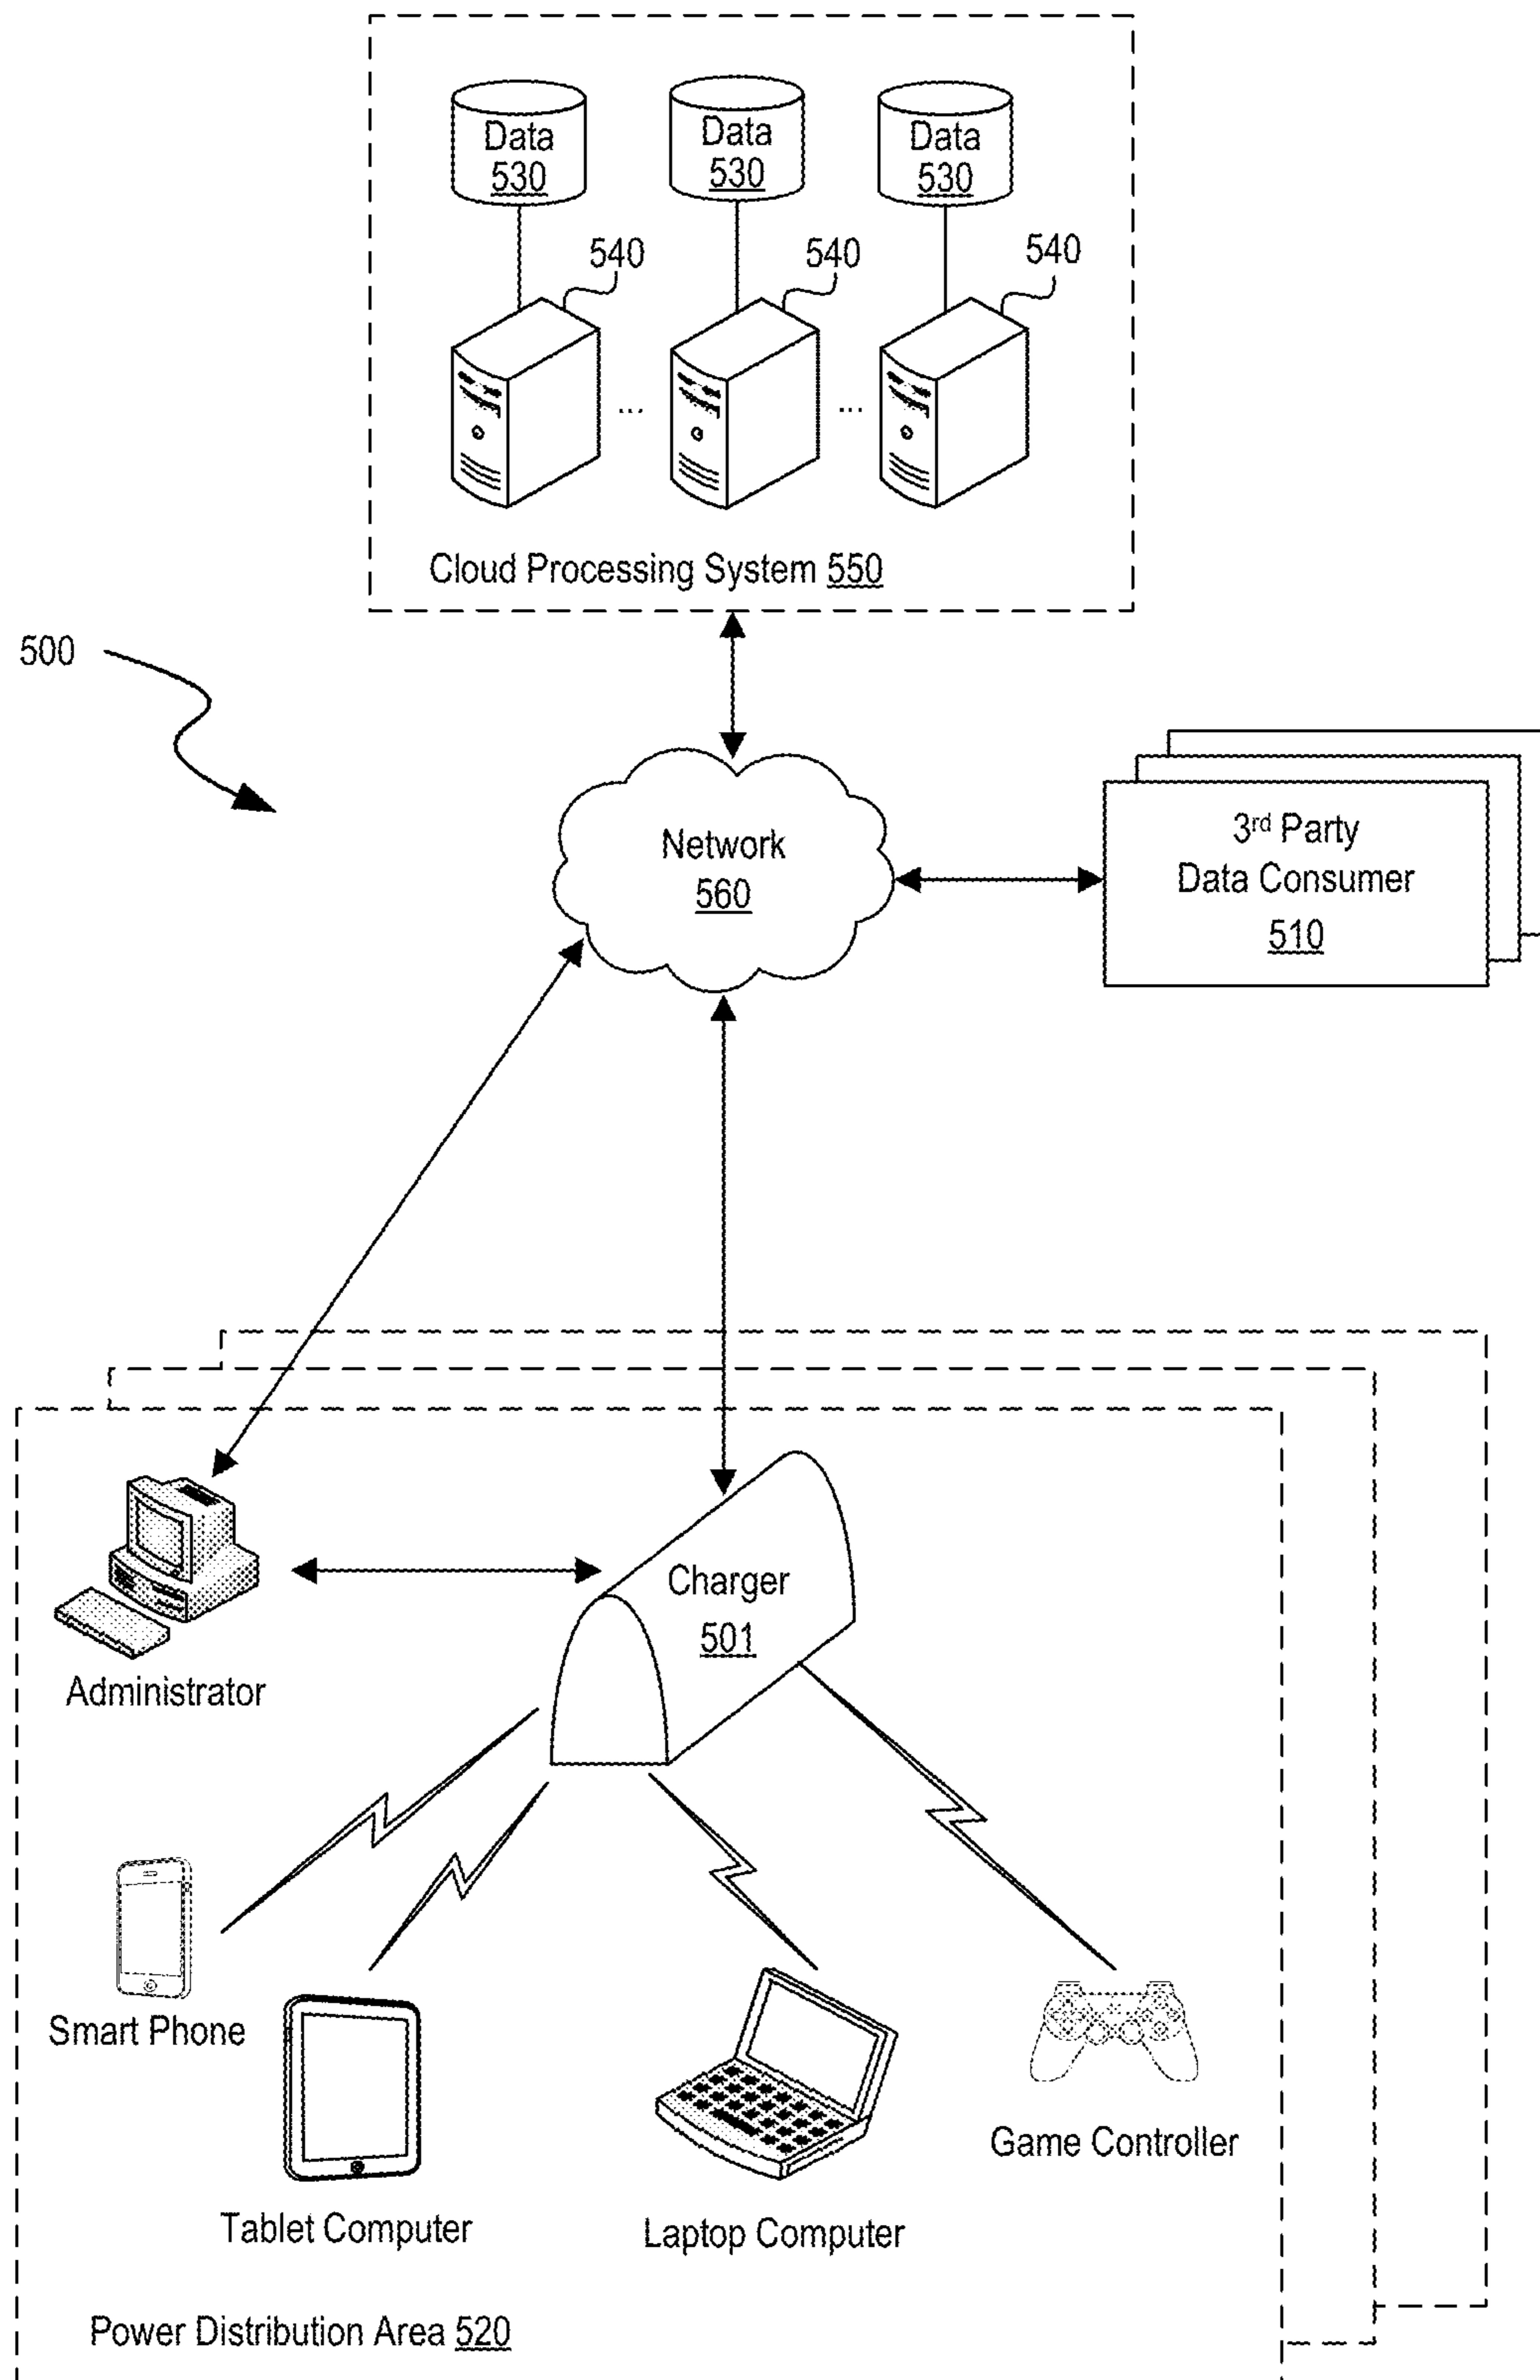 Data
530
Data
530
Data
530
540
540
540
...
...
Cloud Processing System 550
500
Network
560
3rd Party
Data Consumer
510
Charger
501
Administrator
Smart Phone
Tablet Computer
Laptop Computer
Game Controller
Power Distribution Area 520